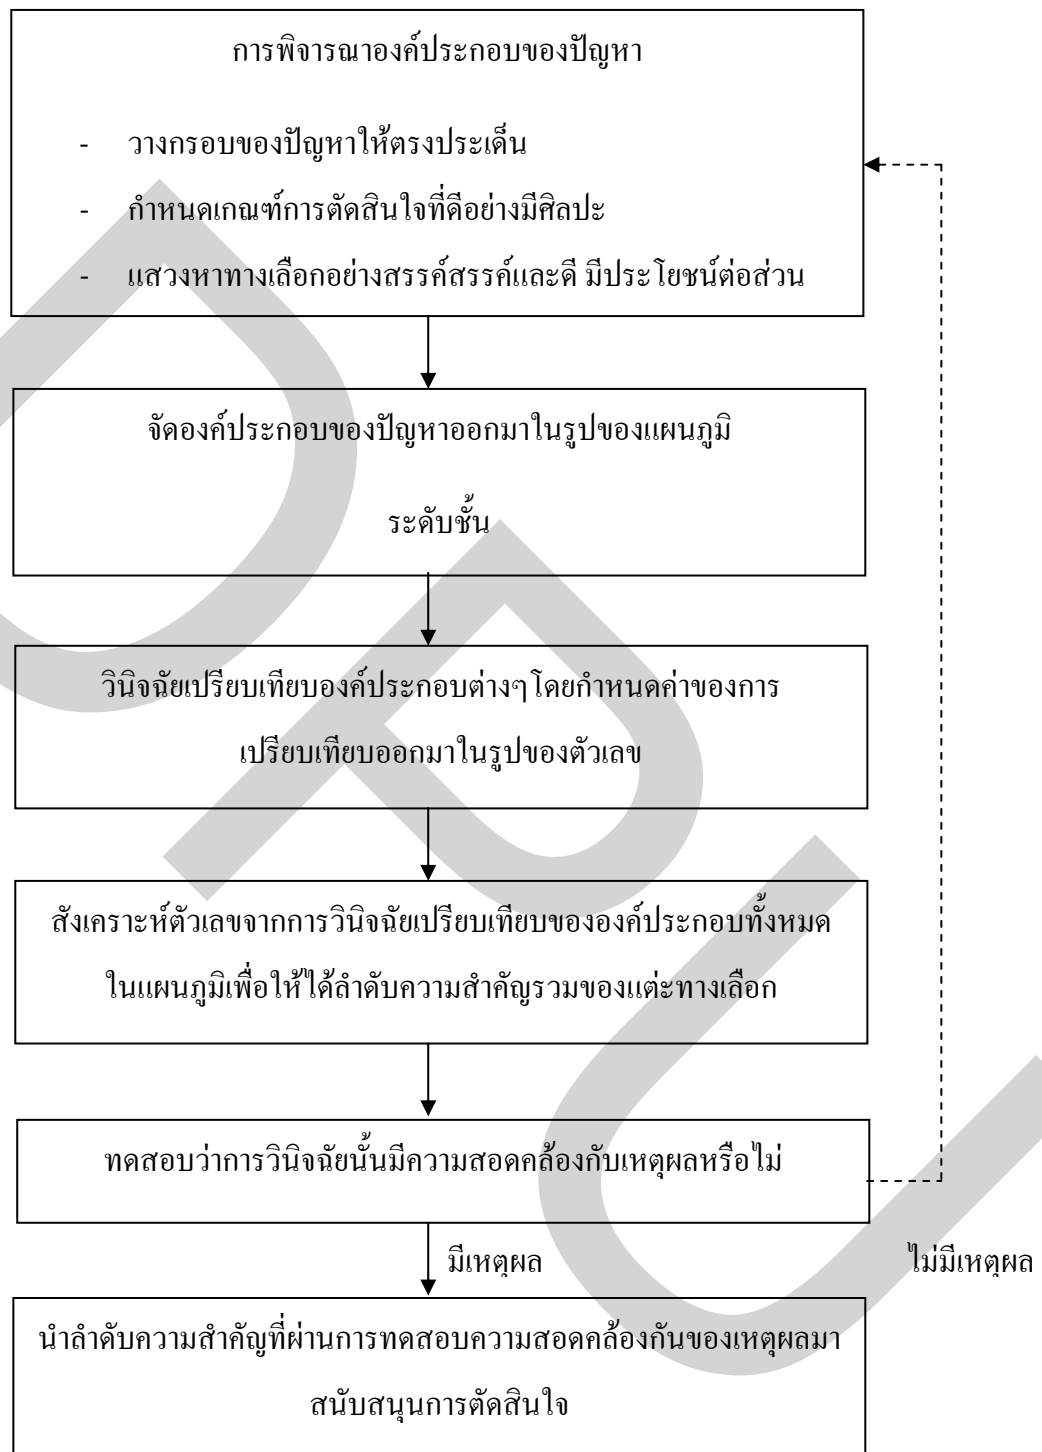 การพิจารณาองค์ประกอบของปัญหา
- วางกรอบของปัญหาให้ตรงประเด็น
- กำหนดเกณฑ์การตัดสินใจที่ดีอย่างมีศิลปะ
- แสวงหาทางเลือกอย่างสรรค์สรรค์และดี มีประโยชน์ต่อส่วน
จัดองค์ประกอบของปัญหาออกมาในรูปของแผนภูมิ
ระดับชั้น
วินิจฉัยเปรียบเทียบองค์ประกอบต่างๆโดยกำหนดค่าของการ
เปรียบเทียบออกมาในรูปของตัวเลข
สังเคราะห์ตัวเลขจากการวินิจฉัยเปรียบเทียบขององค์ประกอบทั้งหมด
ในแผนภูมิเพื่อให้ได้ลำดับความสำคัญรวมของแต่ะทางเลือก
ทดสอบว่าการวินิจฉัยนั้นมีความสอดคล้องกับเหตุผลหรือไม่
มีเหตุผล
ไม่มีเหตุผล
นำลำดับความสำคัญที่ผ่านการทดสอบความสอดคล้องกันของเหตุผลมา
สนับสนุนการตัดสินใจ
DPU